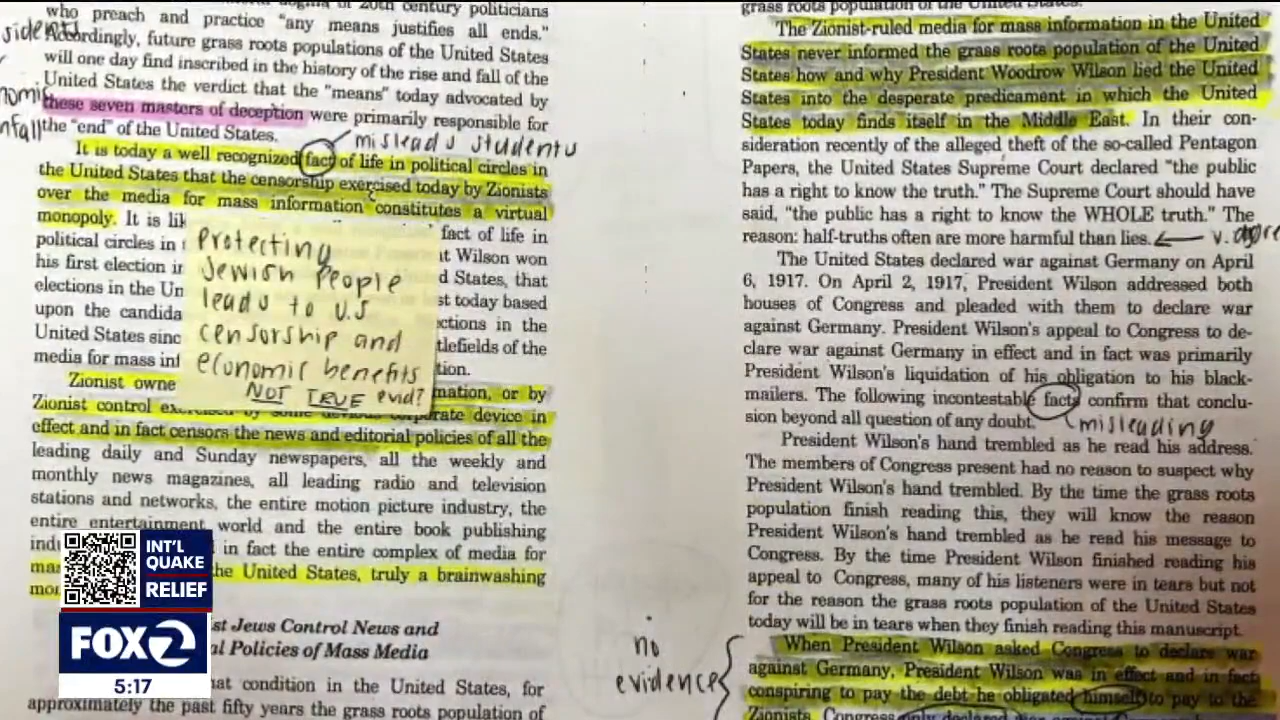 20th century politicians
who preach and practice "any means justifies all ends."
Accordingly, future grass roots populations of the United States
will one day find inscribed in the history of the rise and fall of the
United States the verdict that the "means" today advocated by
these seven masters of deception were primarily responsible for
the "end" of the United States.
misleads students
It is today a well recognized fact of life in political circles in
the United States that the censorship exercised today by Zionists
over the media for mass information constitutes a virtual
monopoly. It is lik
fact of life in
political circles in
t Wilson won
his first election in
d States, that
elections in the Un
st today based
upon the candida
ctions in the
United States sinc
tlefields of the
media for mass inf
tion.
Protecting
Jewish People
leads to U.S
censorship and
economic benefits
NOT TRUE evid?
Zionist owne
mation, or by
Zionist control
rate device in
effect and in fact censors the news and editorial policies of all the
leading daily and Sunday newspapers, all the weekly and
monthly news magazines, all leading radio and television
stations and networks, the entire motion picture industry, the
entire entertainment world and the entire book publishing
ind
in fact the entire complex of media for
ma
the United States, truly a brainwashing
mo
st Jews Control News and
al Policies of Mass Media
hat condition in the United States, for
approximately the past fifty years the grass roots population of
grass roots population of the United States.
The Zionist-ruled media for mass information in the United
States never informed the grass roots population of the United
States how and why President Woodrow Wilson lied the United
States into the desperate predicament in which the United
States today finds itself in the Middle East. In their con-
sideration recently of the alleged theft of the so-called Pentagon
Papers, the United States Supreme Court declared "the public
has a right to know the truth." The Supreme Court should have
said, "the public has a right to know the WHOLE truth." The
reason: half-truths often are more harmful than lies.
The United States declared war against Germany on April
6, 1917. On April 2, 1917, President Wilson addressed both
houses of Congress and pleaded with them to declare war
against Germany. President Wilson's appeal to Congress to de-
clare war against Germany in effect and in fact was primarily
President Wilson's liquidation of his obligation to his black-
mailers. The following incontestable facts confirm that conclu-
sion beyond all question of any doubt.
misleading
President Wilson's hand trembled as he read his address.
The members of Congress present had no reason to suspect why
President Wilson's hand trembled. By the time the grass roots
population finish reading this, they will know the reason
President Wilson's hand trembled as he read his message to
Congress. By the time President Wilson finished reading his
appeal to Congress, many of his listeners were in tears but not
for the reason the grass roots population of the United States
today will be in tears when they finish reading this manuscript.
no
evidence
When President Wilson asked Congress to declare war
against Germany, President Wilson was in effect and in fact
conspiring to pay the debt he obligated himself to pay to the
Zionists. Congress only declared
INT'L
QUAKE
RELIEF
FOX 2
5:17